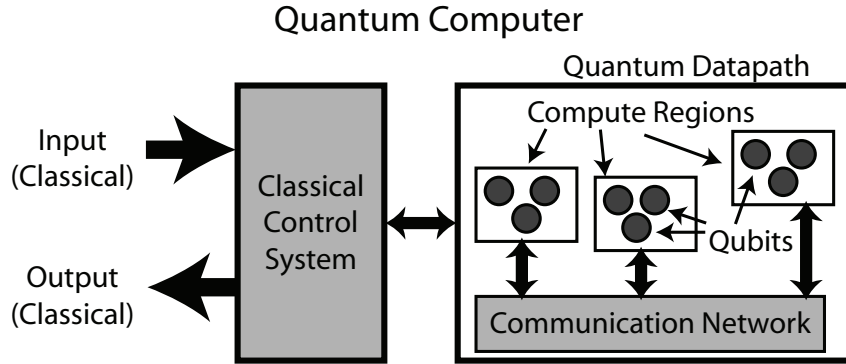 Quantum Computer
Quantum Datapath
Compute Regions
Input
(Classical)
Classical
Control
System
Qubits
Output
(Classical)
Communication Network